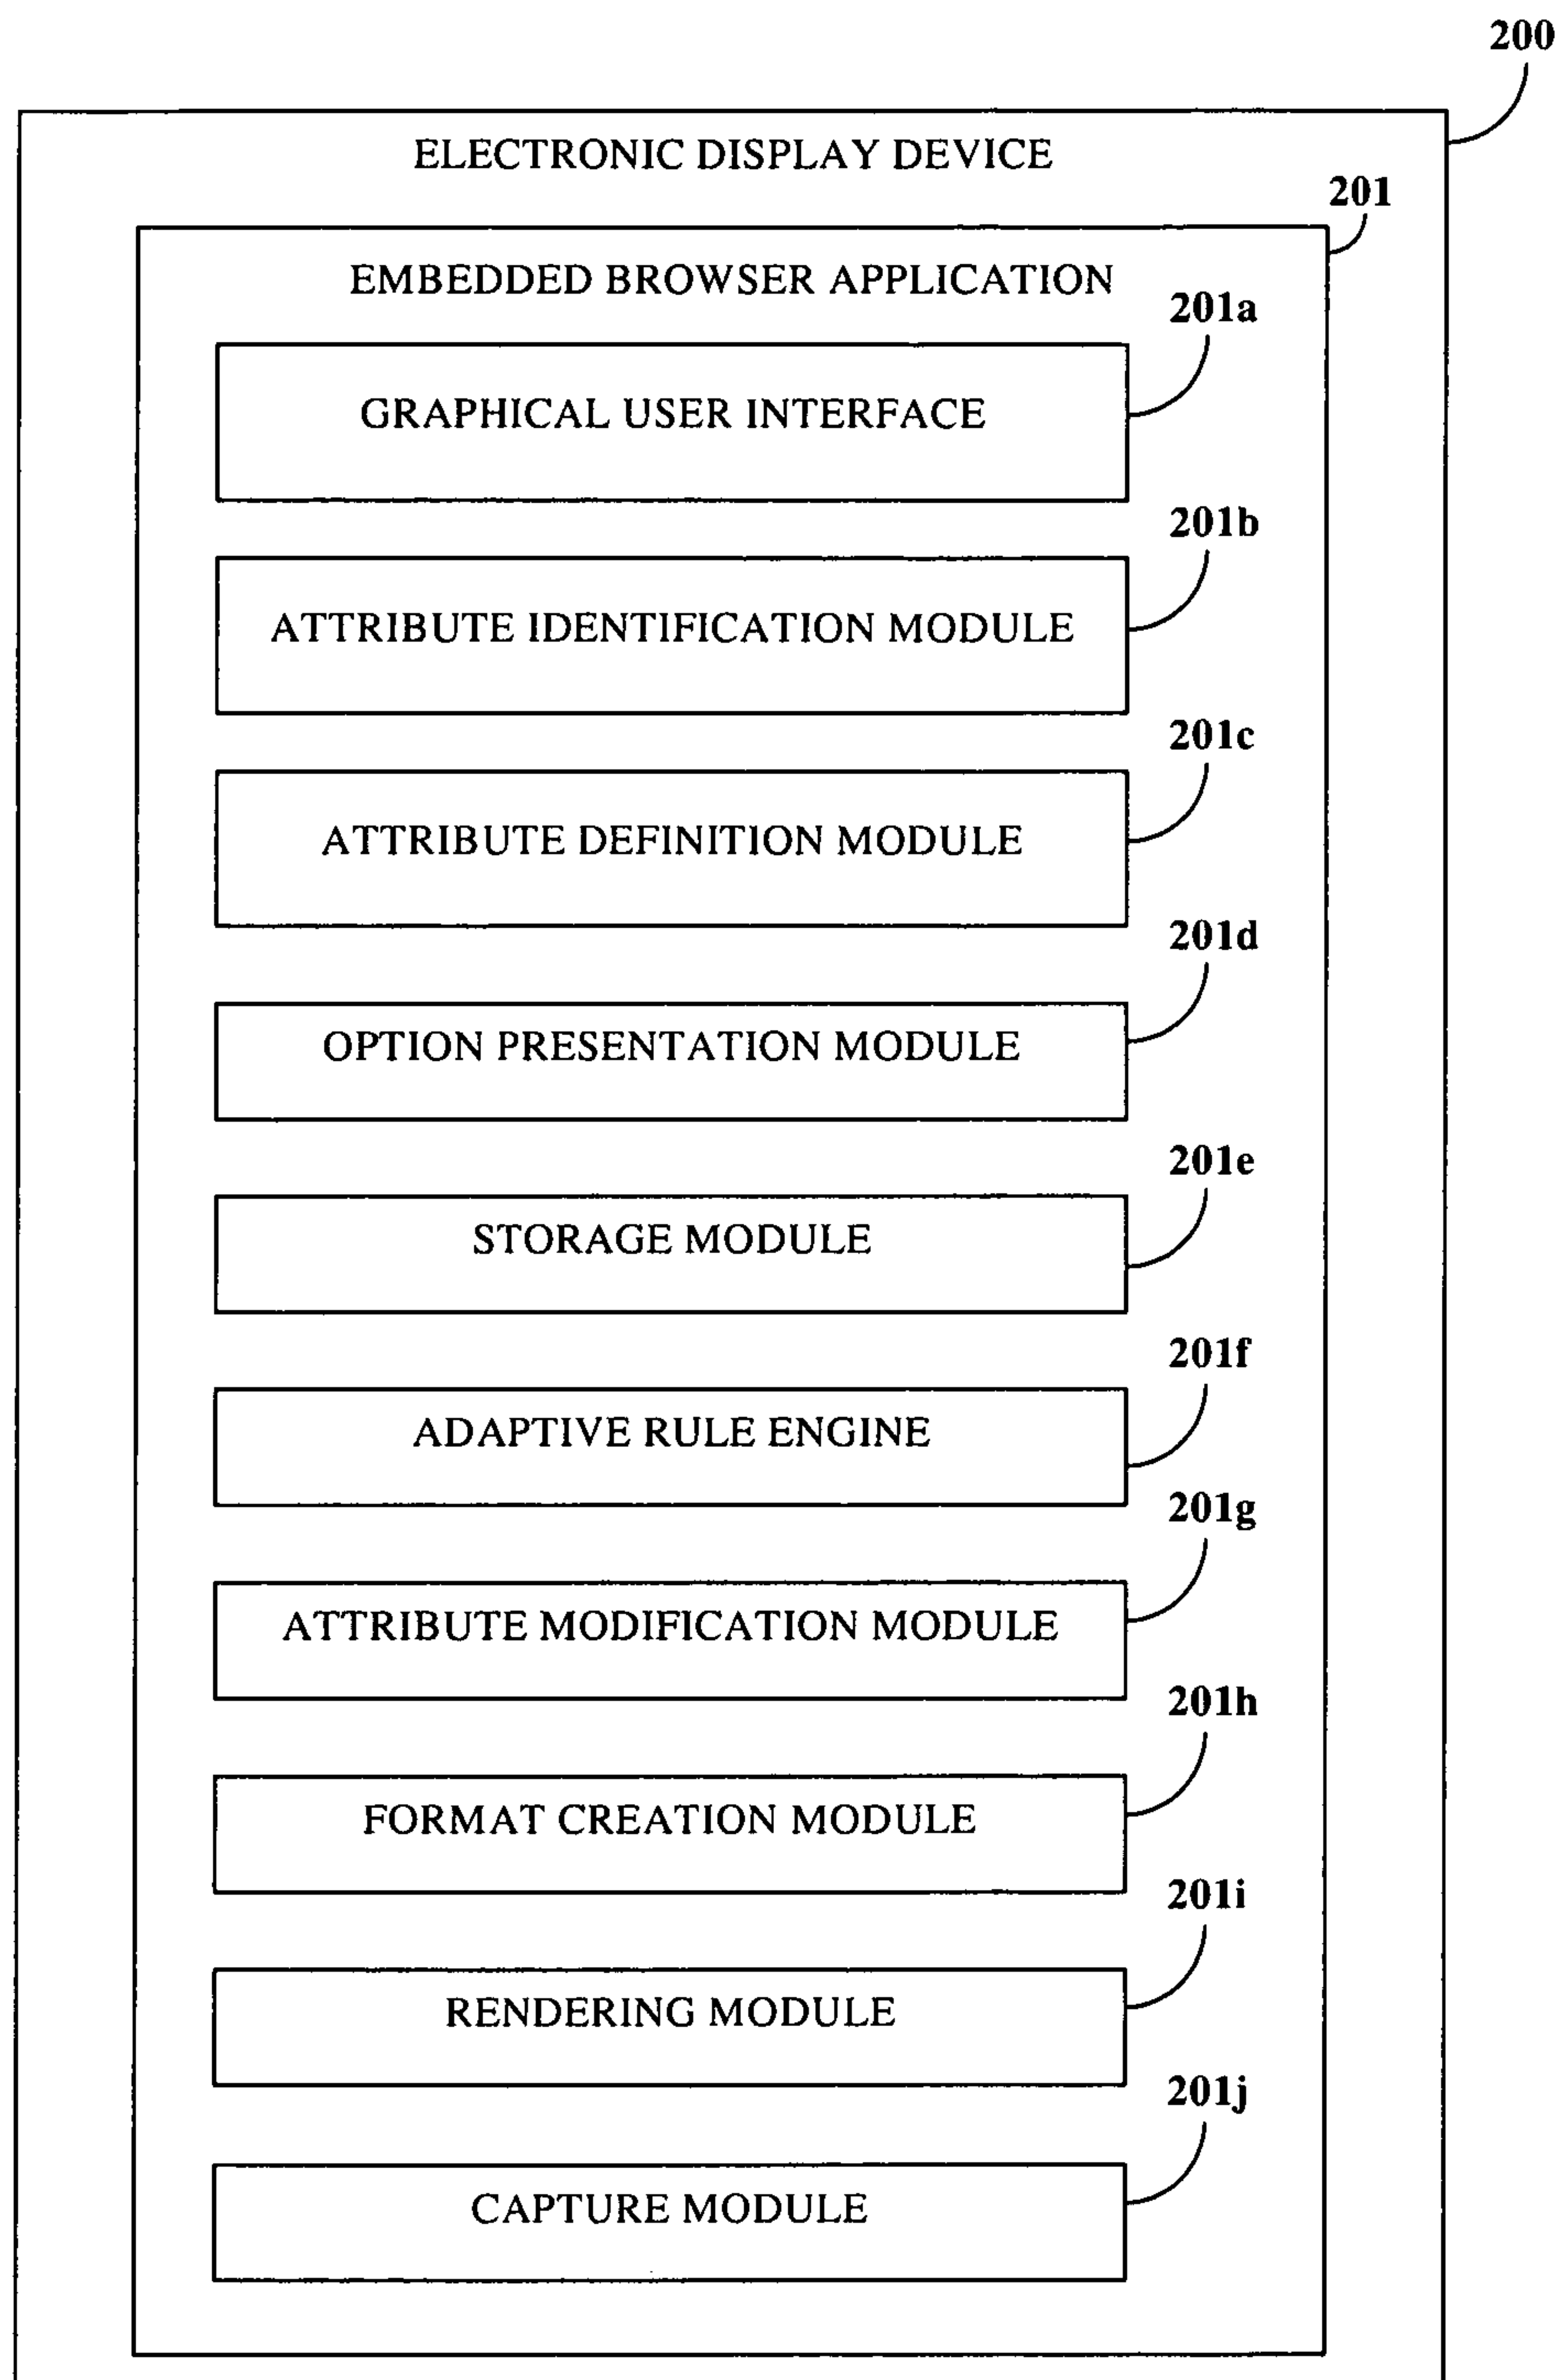 200
ELECTRONIC DISPLAY DEVICE
201
EMBEDDED BROWSER APPLICATION
201a
GRAPHICAL USER INTERFACE
201b
ATTRIBUTE IDENTIFICATION MODULE
201c
ATTRIBUTE DEFINITION MODULE
201d
OPTION PRESENTATION MODULE
201e
STORAGE MODULE
201f
ADAPTIVE RULE ENGINE
201g
ATTRIBUTE MODIFICATION MODULE
201h
FORMAT CREATION MODULE
201i
RENDERING MODULE
201j
CAPTURE MODULE